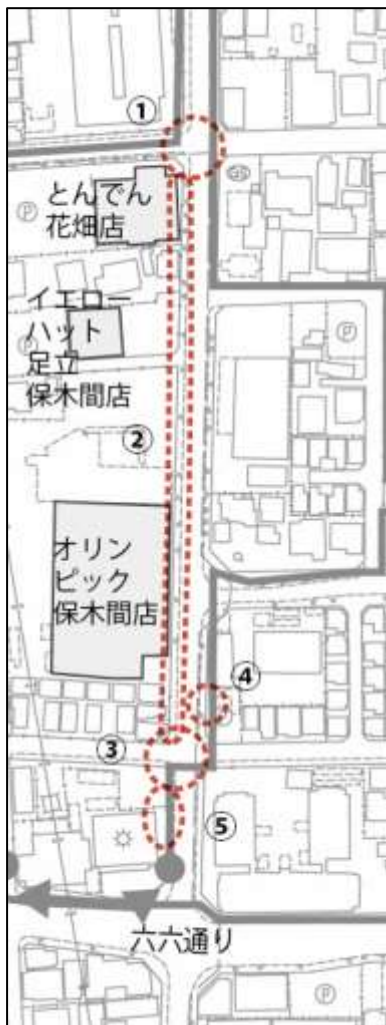 ①
とんでん
花畑店
Ⓟ
イエロー
ハット
足立
保木間店
Ⓟ
②
オリン
ピック
保木間店
④
③
⑤
六六通り
Ⓟ